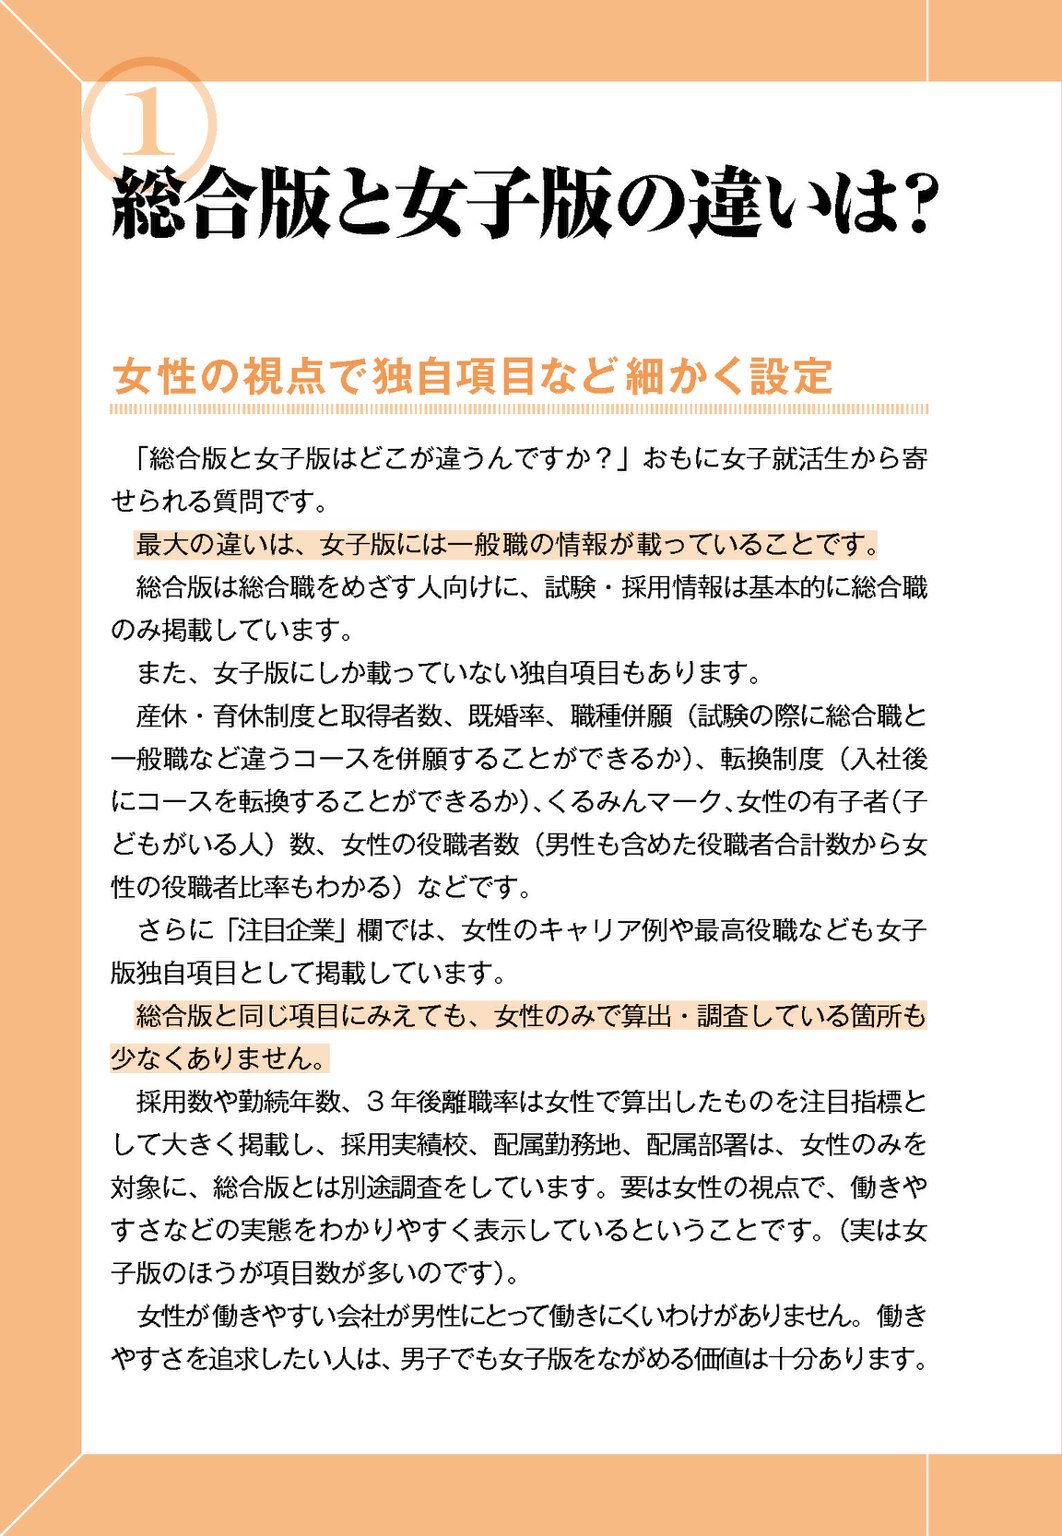 1
総合版と女子版の違いは?
女性の視点で独自項目など細かく設定
「総合版と女子版はどこが違うんですか？」おもに女子就活生から寄
せられる質問です。
最大の違いは、女子版には一般職の情報が載っていることです。
総合版は総合職をめざす人向けに、試験・採用情報は基本的に総合職
のみ掲載しています。
また、女子版にしか載っていない独自項目もあります。
産休・育休制度と取得者数、既婚率、職種併願（試験の際に総合職と
一般職など違うコースを併願することができるか）、転換制度（入社後
にコースを転換することができるか）、くるみんマーク、女性の有子者（子
どもがいる人）数、女性の役職者数（男性も含めた役職者合計数から女
性の役職者比率もわかる）などです。
さらに「注目企業」欄では、女性のキャリア例や最高役職なども女子
版独自項目として掲載しています。
総合版と同じ項目にみえても、女性のみで算出・調査している箇所も
少なくありません。
採用数や勤続年数、3年後離職率は女性で算出したものを注目指標と
して大きく掲載し、採用実績校、配属勤務地、配属部署は、女性のみを
対象に、総合版とは別途調査をしています。要は女性の視点で、働きや
すさなどの実態をわかりやすく表示しているということです。（実は女
子版のほうが項目数が多いのです）。
女性が働きやすい会社が男性にとって働きにくいわけがありません。働き
やすさを追求したい人は、男子でも女子版をながめる価値は十分あります。